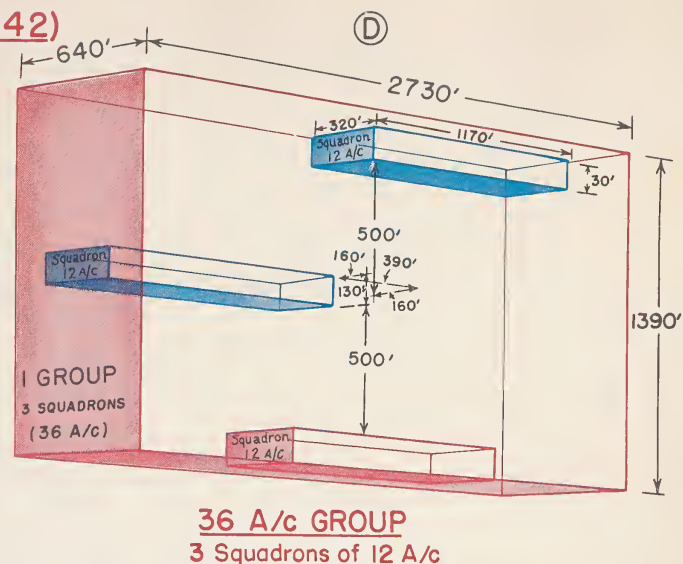 42)
D
640'
2730'
320'
1170'
Squadron
12 A/c
30'
500'
Squadron
12 A/c
160'
390'
130'
160'
1390'
500'
1 GROUP
3 SQUADRONS
(36 A/c)
Squadron
12 A/c
36 A/c GROUP
3 Squadrons of 12 A/c